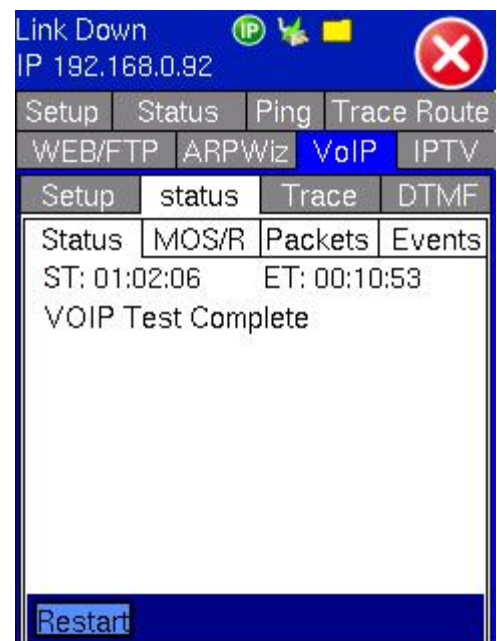 Link Down IP
IP 192.168.0.92
Setup Status Ping Trace Route
WEB/FTP ARPWiz VoIP IPTV
Setup status Trace DTMF
Status MOS/R Packets Events
ST: 01:02:06 ET: 00:10:53
VOIP Test Complete
Restart